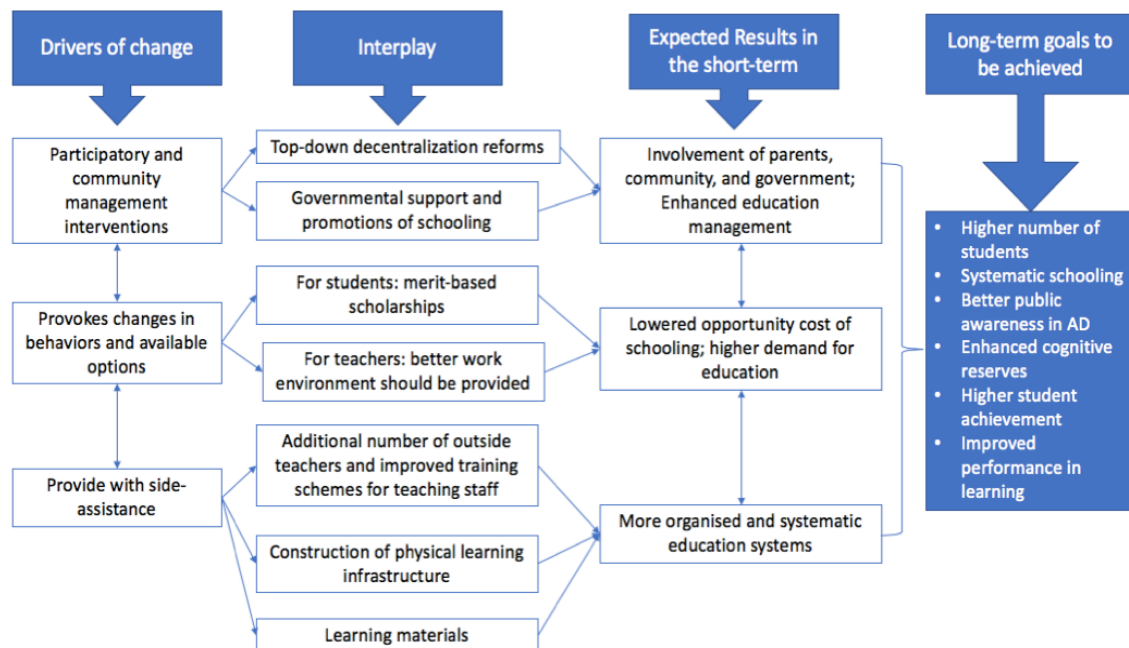 Drivers of change
Interplay
Expected Results in
the short-term
Long-term goals to
be achieved
Participatory and
community
management
interventions
Top-down decentralization reforms
Governmental support and
promotions of schooling
Involvement of parents,
community, and government;
Enhanced education
management
Provokes changes in
behaviors and available
options
For students: merit-based
scholarships
For teachers: better work
environment should be provided
Lowered opportunity cost of
schooling; higher demand for
education
Provide with side-
assistance
Additional number of outside
teachers and improved training
schemes for teaching staff
Construction of physical learning
infrastructure
Learning materials
More organised and systematic
education systems
• Higher number of
students
• Systematic schooling
• Better public
awareness in AD
• Enhanced cognitive
reserves
• Higher student
achievement
• Improved
performance in
learning